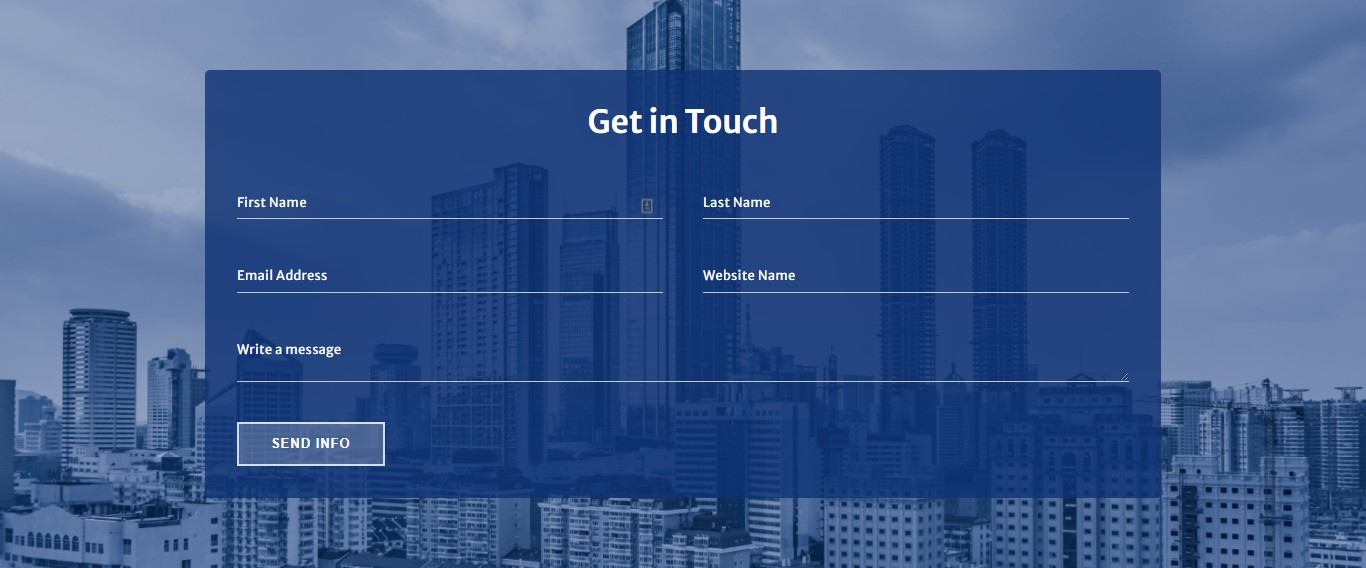 Get in Touch
First Name
Last Name
Email Address
Website Name
Write a message
SEND INFO